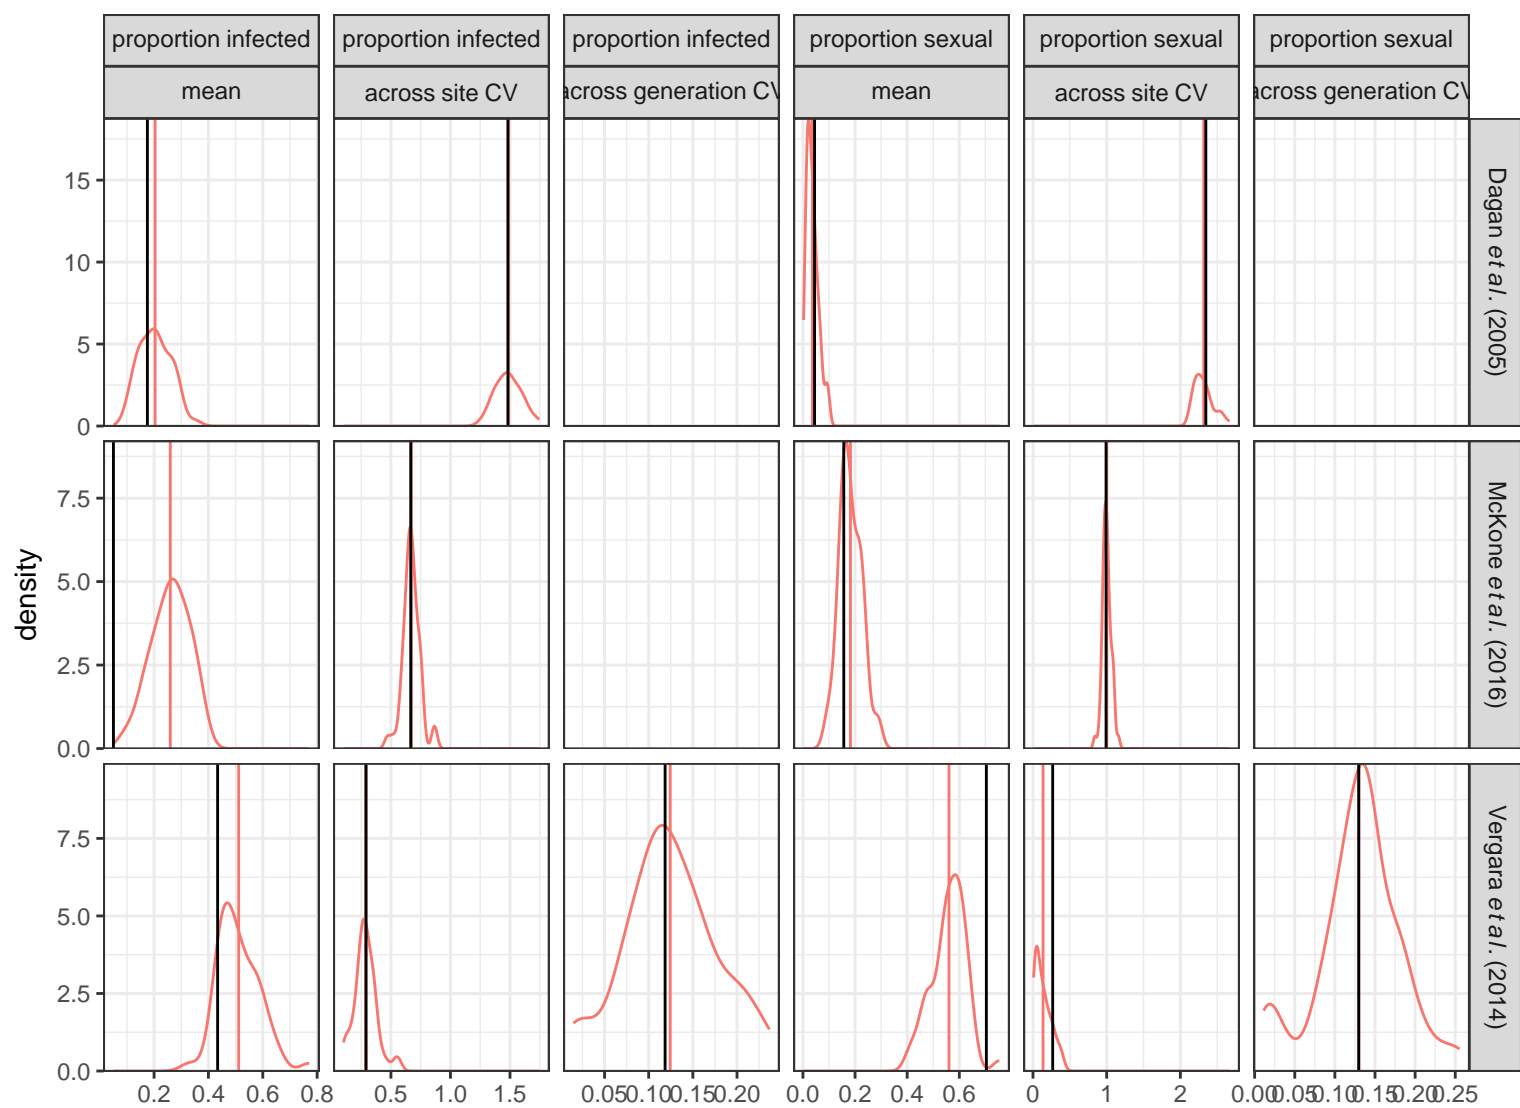 proportion infected proportion infected proportion infected proportion sexual proportion sexual proportion sexual
mean across site CV across generation CV mean across site CV across generation CV
15
10
5
0
Dagan et al. (2005)
density
7.5
5.0
2.5
0.0
McKone et al. (2016)
7.5
5.0
2.5
0.0
Vergara et al. (2014)
0.2 0.4 0.6 0.8 0.5 1.0 1.5 0.05 0.10 0.15 0.20 0.0 0.2 0.4 0.6 0 1 2 0.00 0.05 0.10 0.15 0.20 0.25